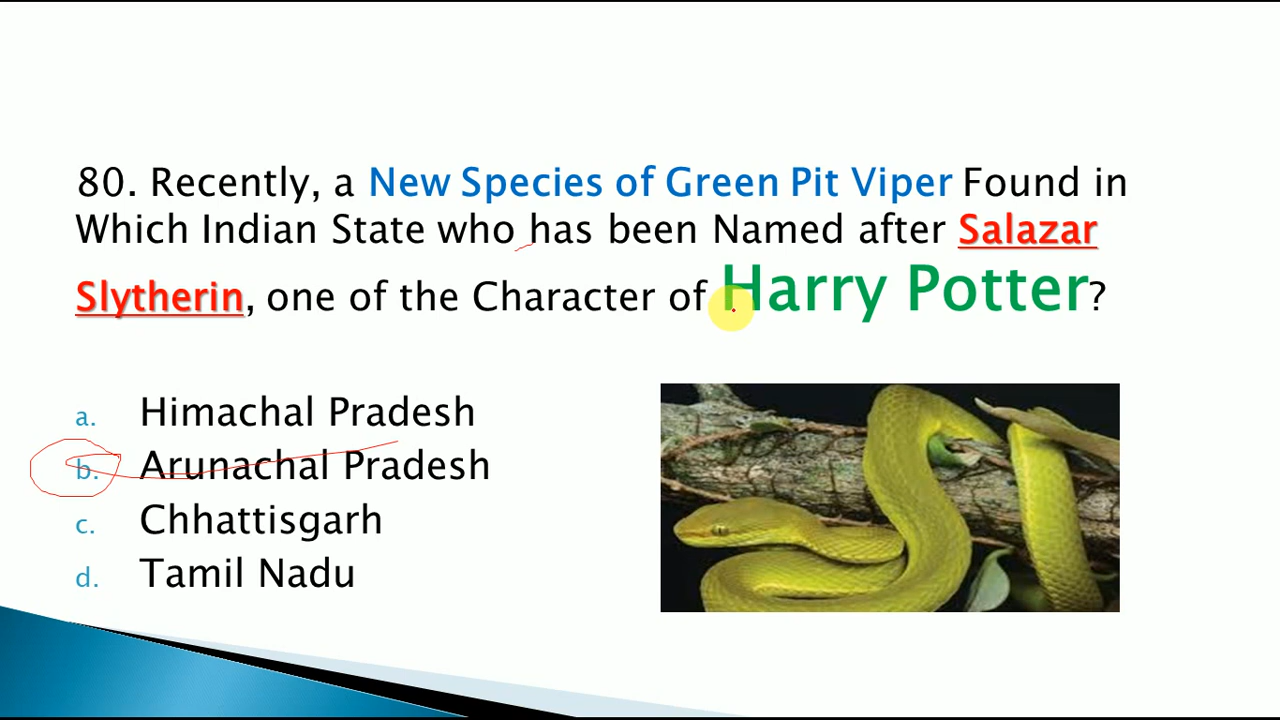 80. Recently, a New Species of Green Pit Viper Found in
Which Indian State who has been Named after Salazar
Slytherin, one of the Character of Harry Potter?
a. Himachal Pradesh
b. Arunachal Pradesh
c. Chhattisgarh
d. Tamil Nadu